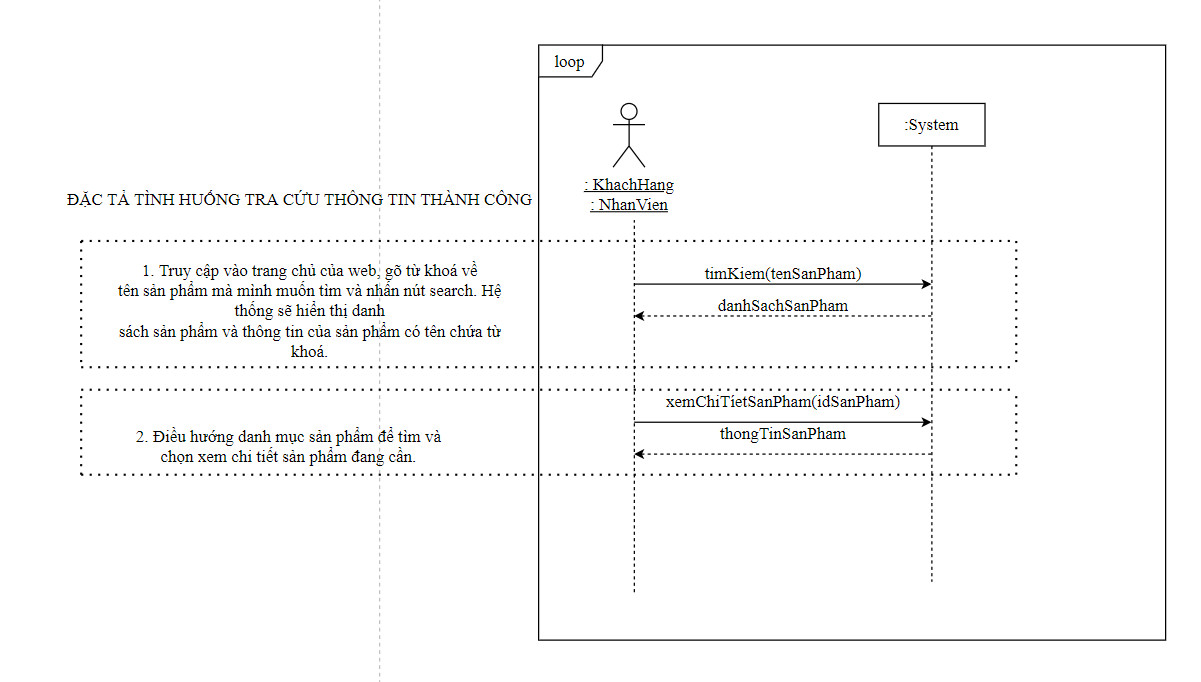 loop
:System
: KhachHang
: NhanVien
ĐẶC TẢ TÌNH HUỐNG TRA CỨU THÔNG TIN THÀNH CÔNG
1. Truy cập vào trang chủ của web, gõ từ khoá về
tên sản phẩm mà mình muốn tìm và nhấn nút search. Hệ
thống sẽ hiển thị danh
sách sản phẩm và thông tin của sản phẩm có tên chứa từ
khoá.
timKiem(tenSanPham)
danhSachSanPham
2. Điều hướng danh mục sản phẩm để tìm và
chọn xem chi tiết sản phẩm đang cần.
xemChiTietSanPham(idSanPham)
thongTinSanPham